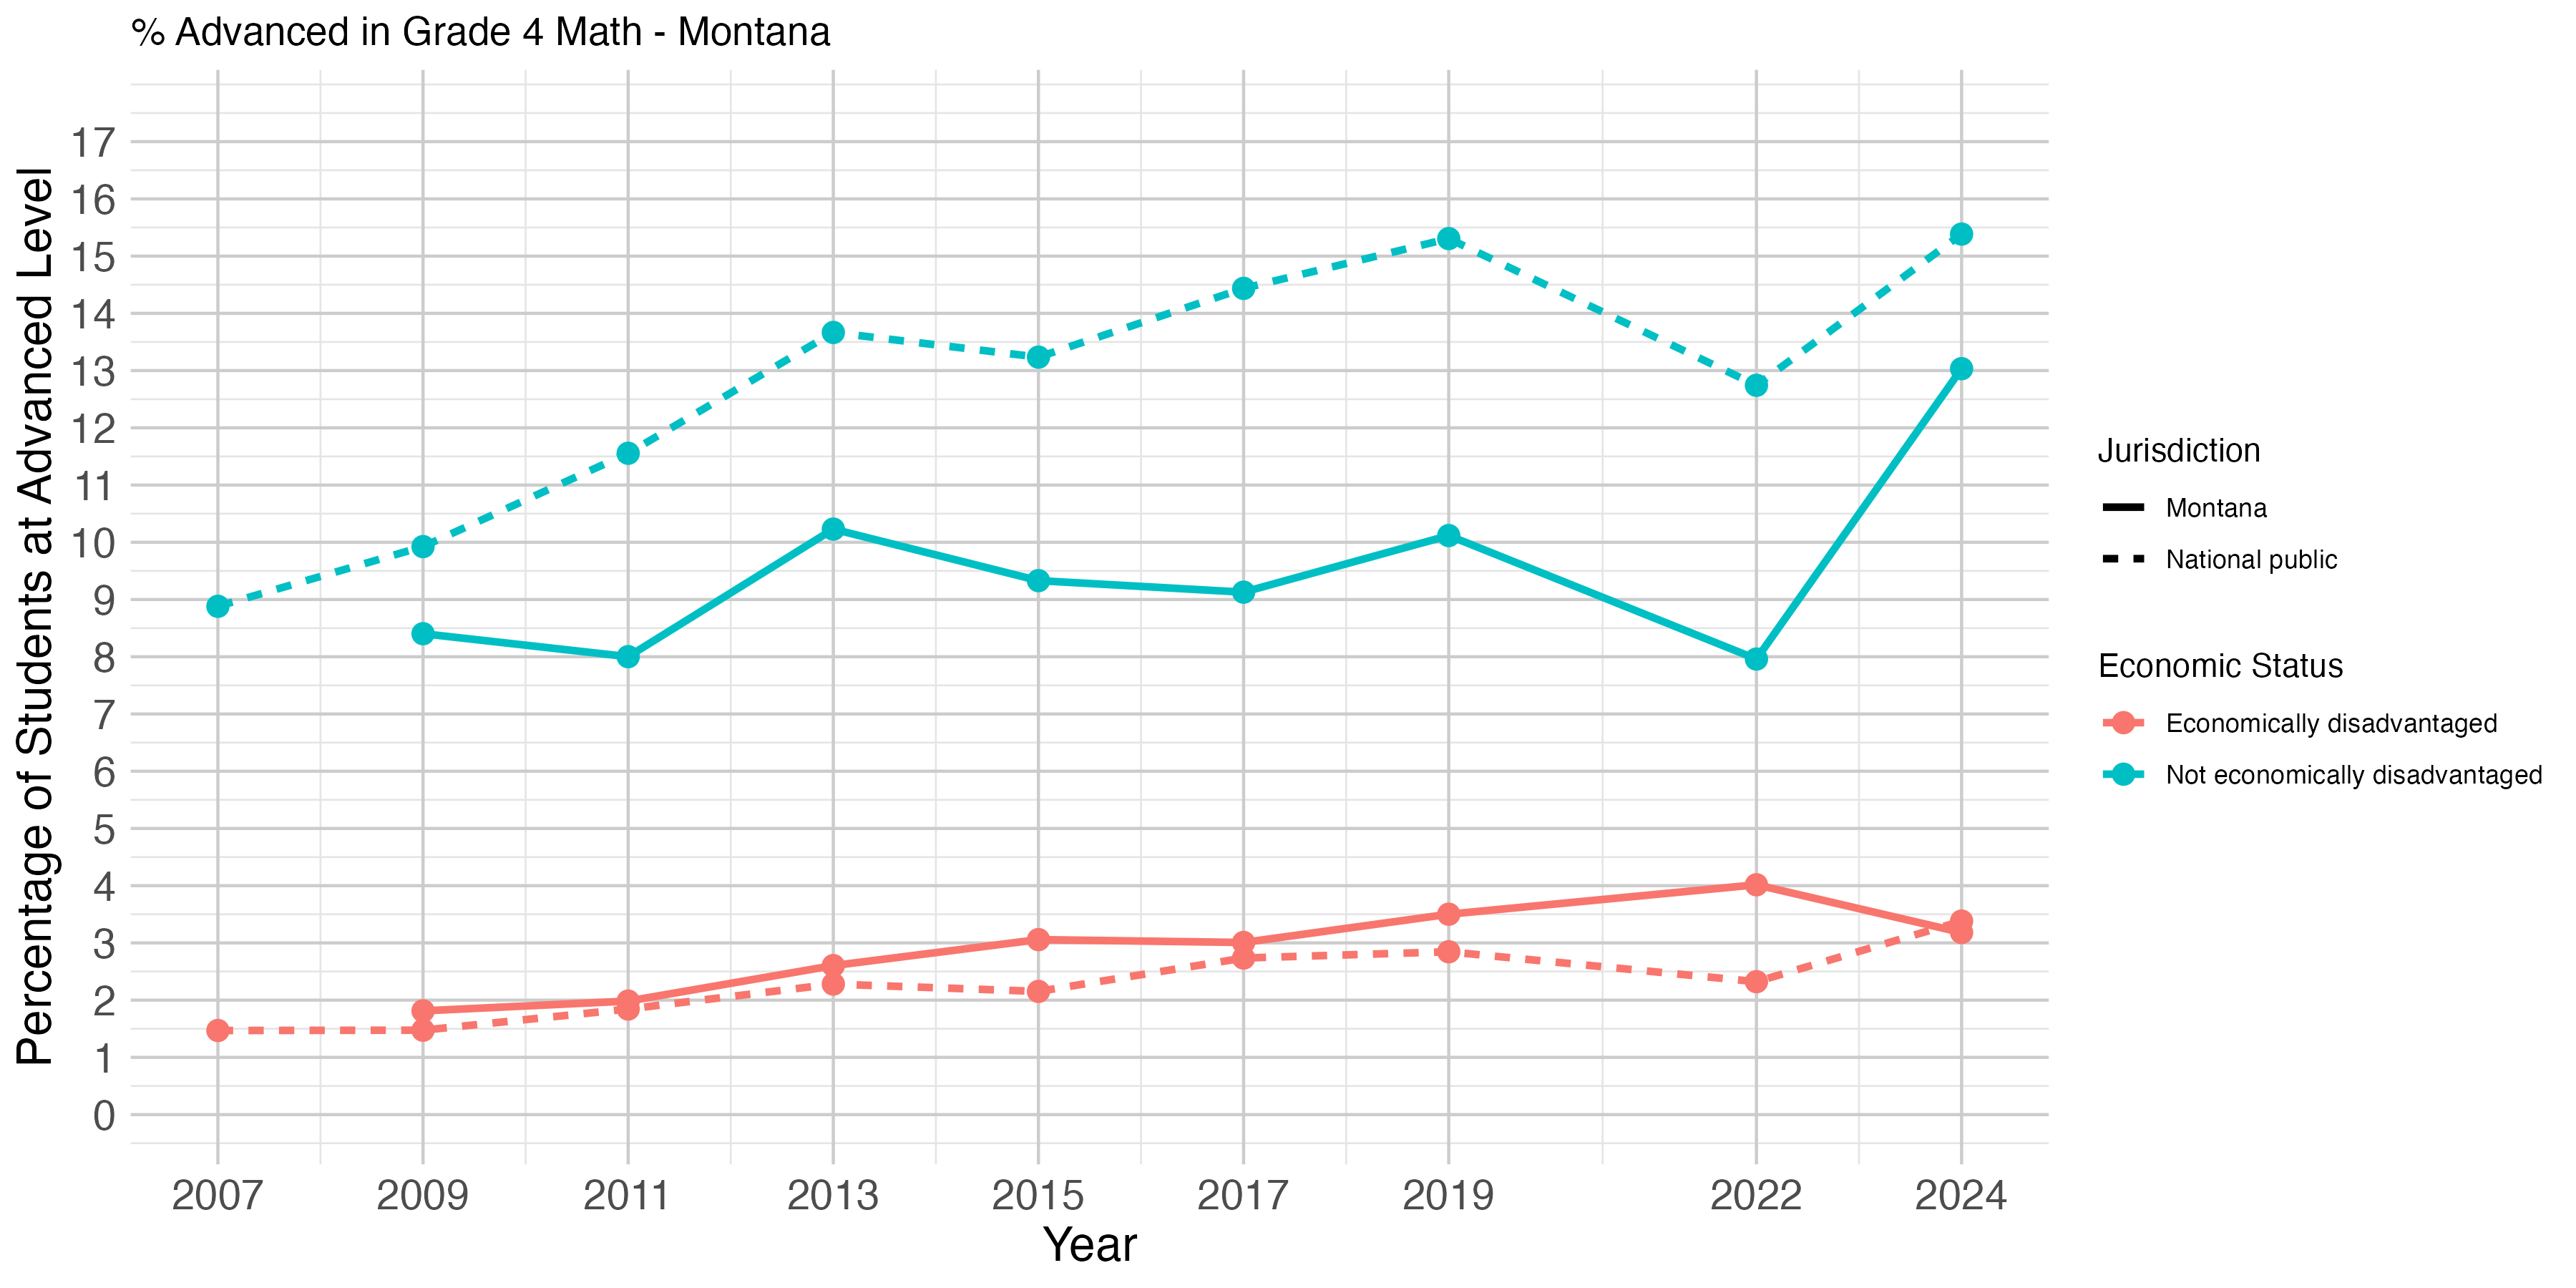 % Advanced in Grade 4 Math - Montana
Percentage of Students at Advanced Level
17
16
15
14
13
12
11
10
9
8
7
6
5
4
3
2
1
0
2007 2009 2011 2013 2015 2017 2019 2022 2024
Year
Jurisdiction
Montana
National public
Economic Status
Economically disadvantaged
Not economically disadvantaged